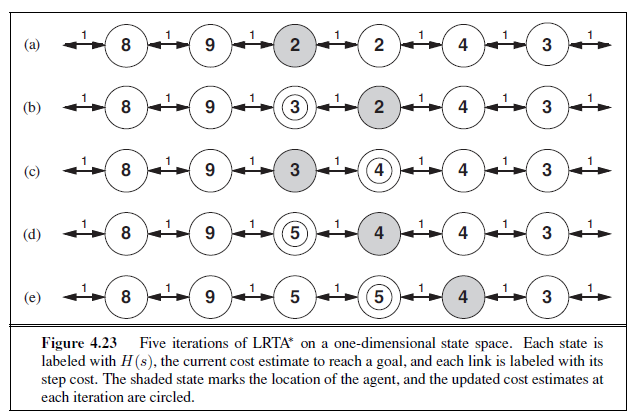 1 1 1 1 1 1 1
(a) 8 9 2 2 4 3
1 1 1 1 1 1 1
(b) 8 9 3 2 4 3
1 1 1 1 1 1 1
(c) 8 9 3 4 4 3
1 1 1 1 1 1 1
(d) 8 9 5 4 4 3
1 1 1 1 1 1 1
(e) 8 9 5 5 4 3
Figure 4.23 Five iterations of LRTA* on a one-dimensional state space. Each state is
labeled with H(s), the current cost estimate to reach a goal, and each link is labeled with its
step cost. The shaded state marks the location of the agent, and the updated cost estimates at
each iteration are circled.